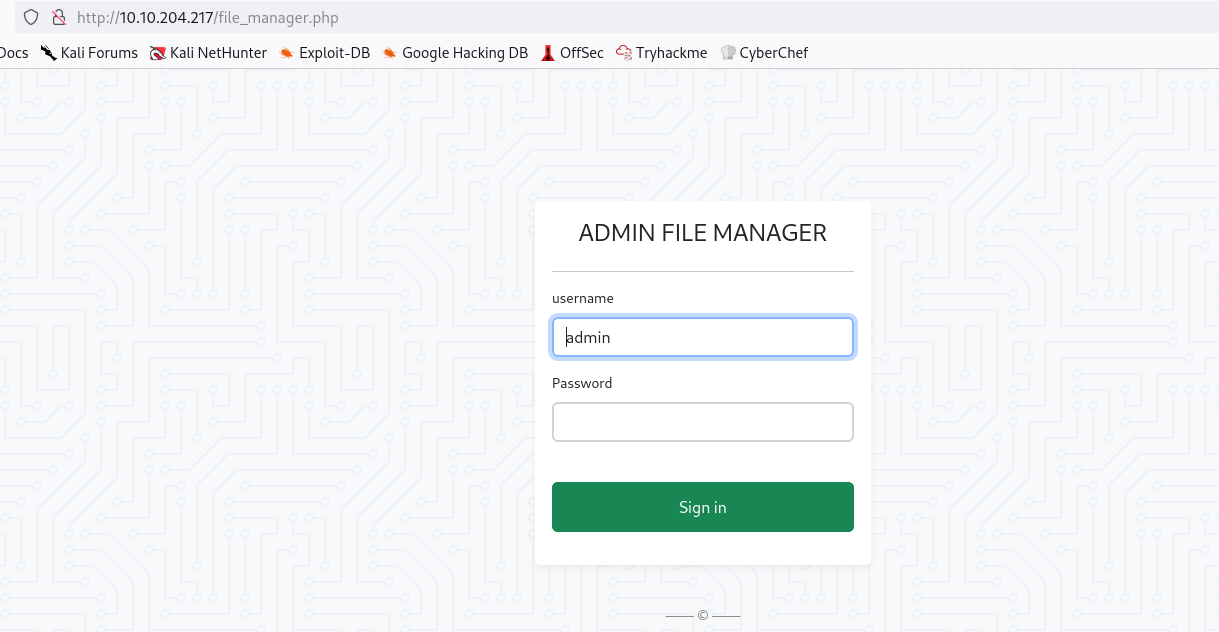 http://10.10.204.217/file_manager.php
Docs Kali Forums Kali NetHunter Exploit-DB Google Hacking DB OffSec Tryhackme CyberChef
ADMIN FILE MANAGER
username
admin
Password
Sign in
©